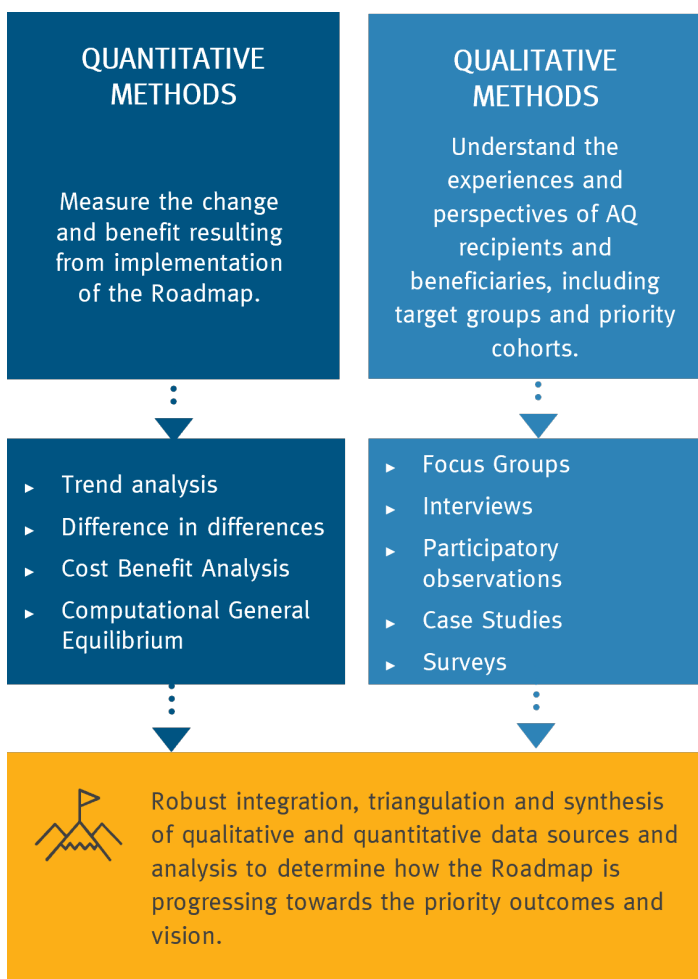 QUANTITATIVE
METHODS
Measure the change
and benefit resulting
from implementation
of the Roadmap.
QUALITATIVE
METHODS
Understand the
experiences and
perspectives of AQ
recipients and
beneficiaries, including
target groups and priority
cohorts.
▸ Trend analysis
▸ Difference in differences
▸ Cost Benefit Analysis
▸ Computational General
Equilibrium
▸ Focus Groups
▸ Interviews
▸ Participatory
observations
▸ Case Studies
▸ Surveys
Robust integration, triangulation and synthesis
of qualitative and quantitative data sources and
analysis to determine how the Roadmap is
progressing towards the priority outcomes and
vision.